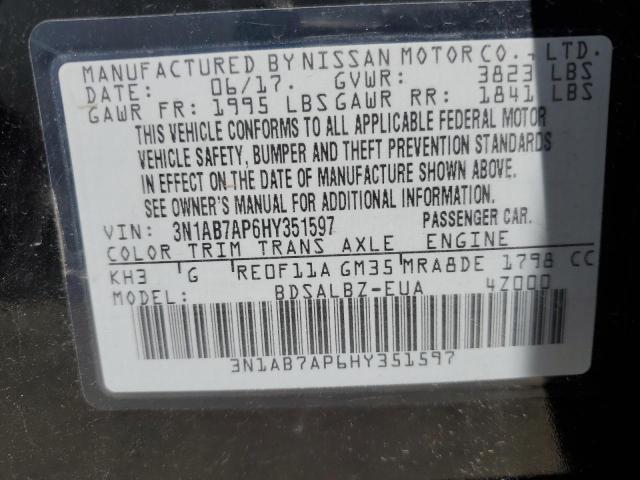 MANUFACTURED BY NISSAN MOTOR CO., LTD.
DATE: 06/17. GVWR: 3823 LBS
GAWR FR: 1995 LBS GAWR RR: 1841 LBS
THIS VEHICLE CONFORMS TO ALL APPLICABLE FEDERAL MOTOR
VEHICLE SAFETY, BUMPER AND THEFT PREVENTION STANDARDS
IN EFFECT ON THE DATE OF MANUFACTURE SHOWN ABOVE.
SEE OWNER'S MANUAL FOR ADDITIONAL INFORMATION.
VIN: 3N1AB7AP6HY351597 PASSENGER CAR.
COLOR TRIM TRANS AXLE ENGINE
KH3 G RE0F11A GM35 MRA8DE 1798 CC
MODEL: BDSALBZ-EUA 4Z000
3N1AB7AP6HY351597